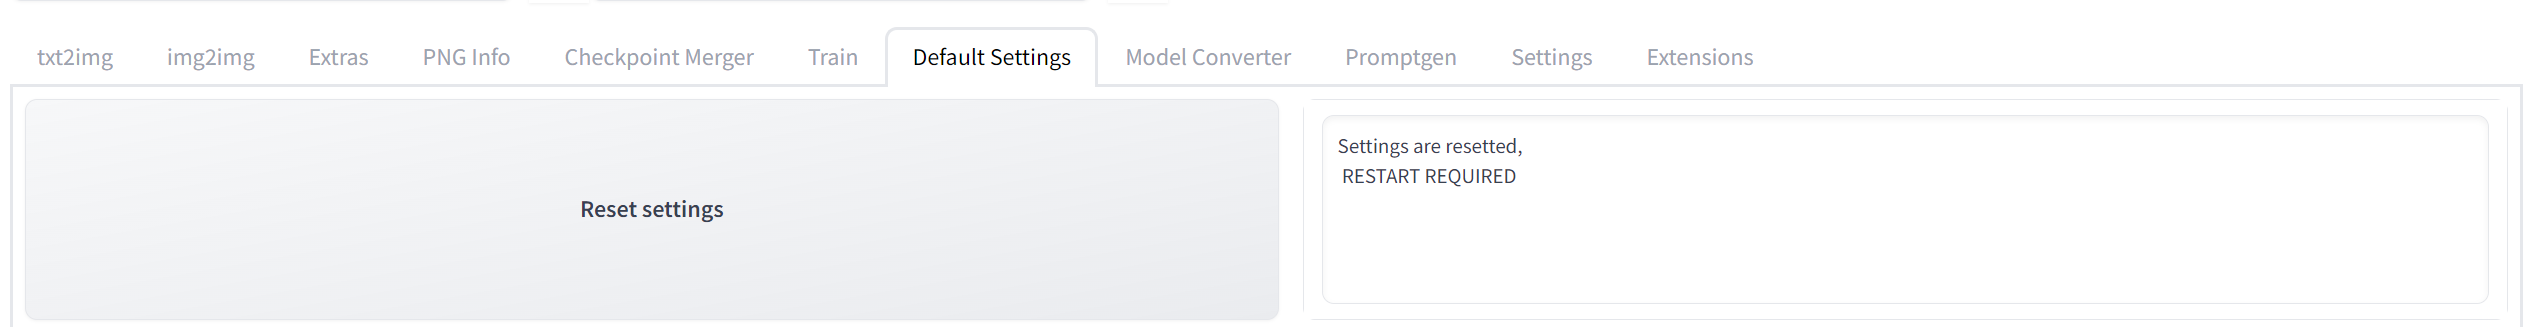 txt2img img2img Extras PNG Info Checkpoint Merger Train Default Settings Model Converter Promptgen Settings Extensions
Reset settings
Settings are resetted,
RESTART REQUIRED